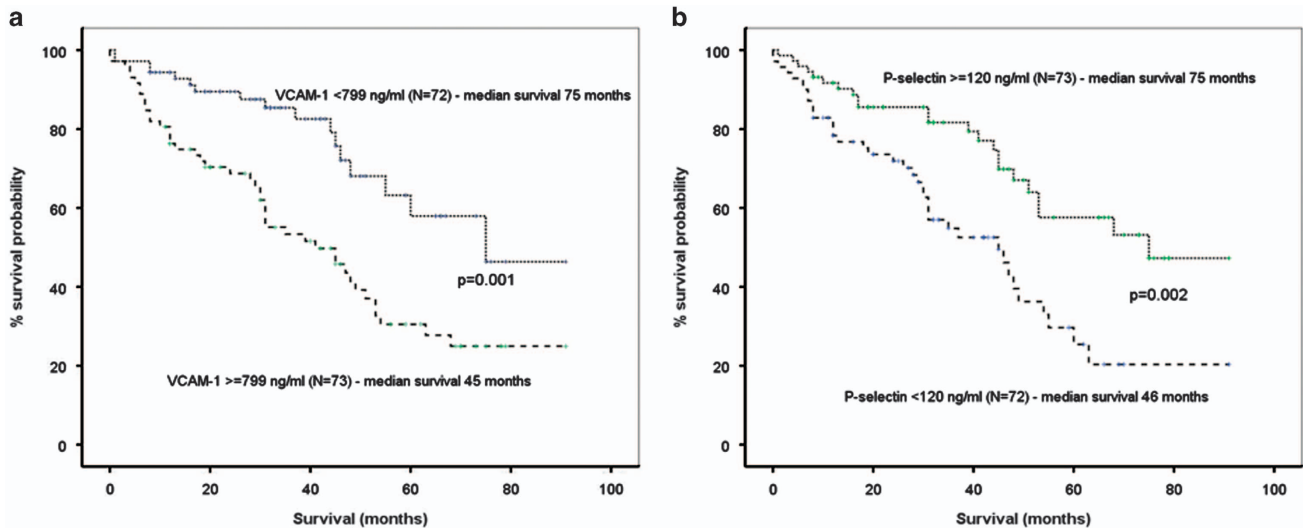 a
100
80
60
40
20
0
% survival probability
VCAM-1 <799 ng/ml (N=72) - median survival 75 months
p=0.001
VCAM-1 >=799 ng/ml (N=73) - median survival 45 months
0 20 40 60 80 100
Survival (months)
b
100
80
60
40
20
0
% survival probability
P-selectin >=120 ng/ml (N=73) - median survival 75 months
p=0.002
P-selectin <120 ng/ml (N=72) - median survival 46 months
0 20 40 60 80 100
Survival (months)